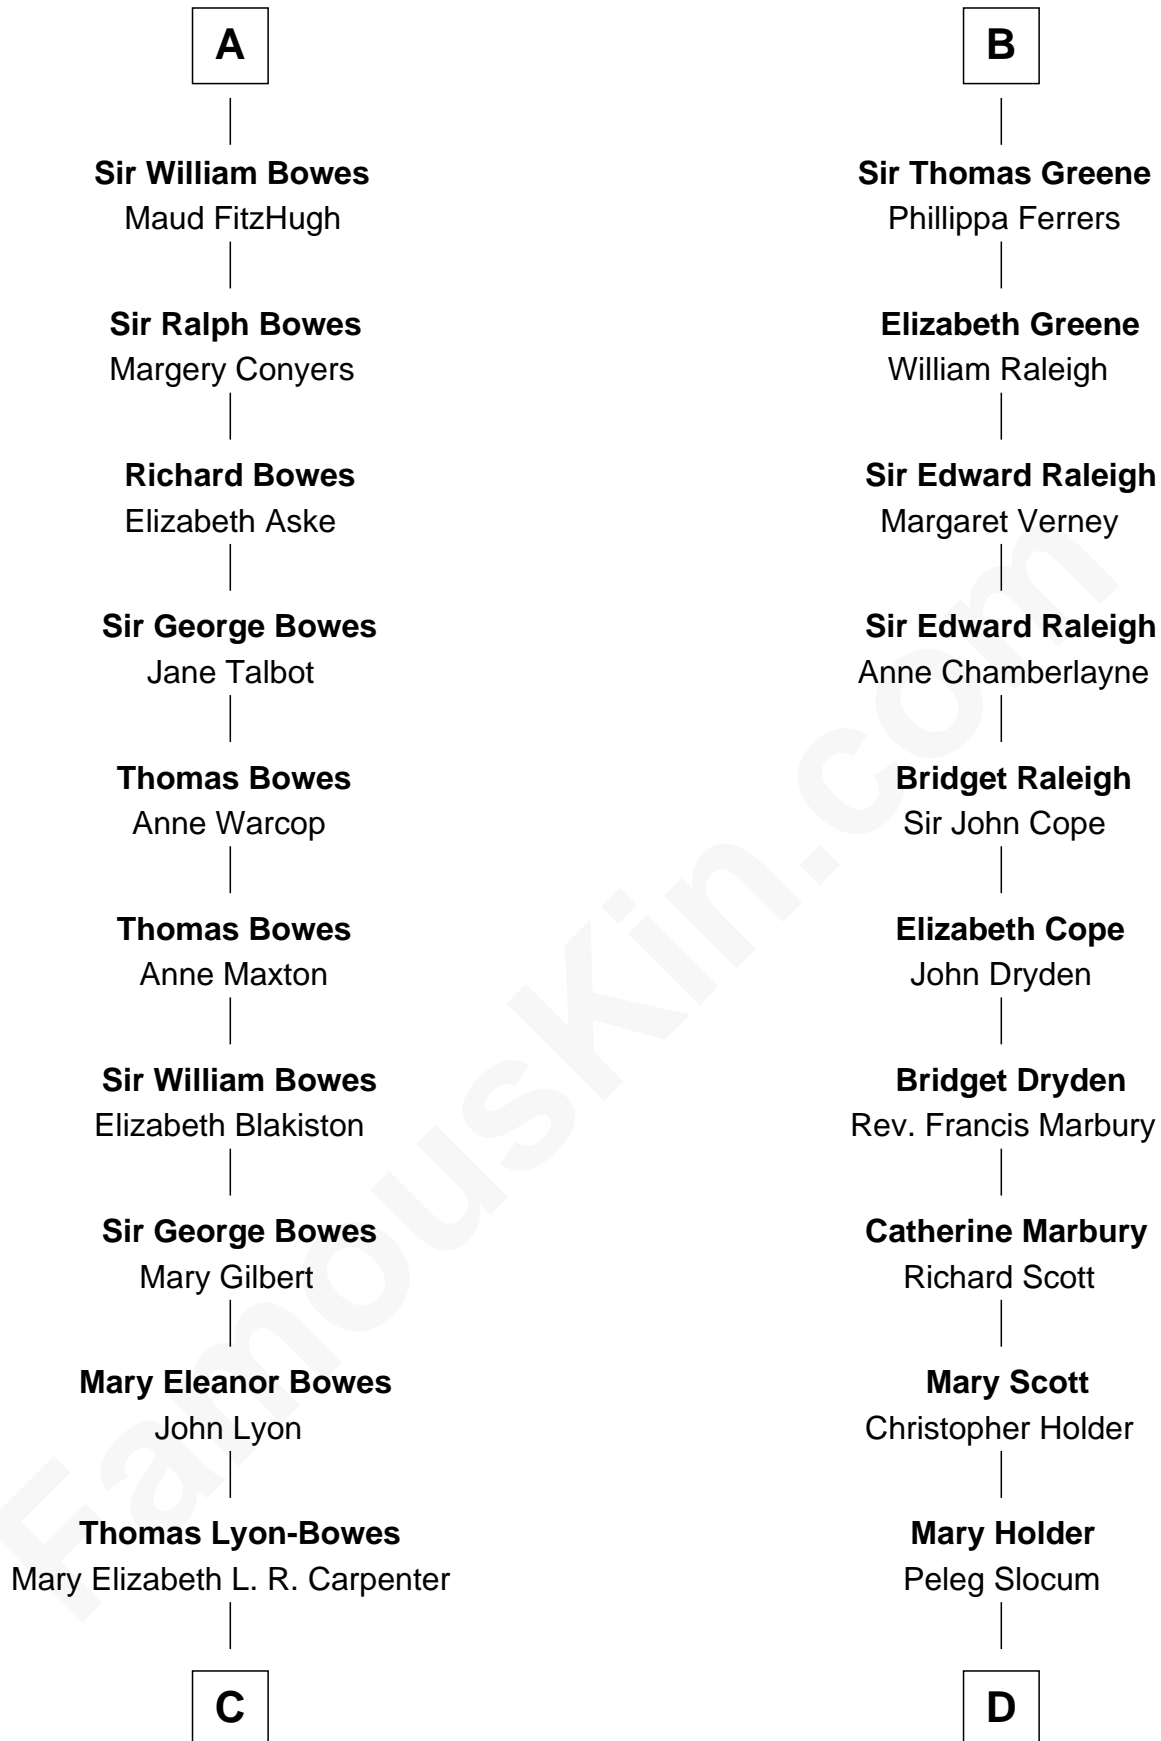 A
Sir William Bowes
Maud FitzHugh
Sir Ralph Bowes
Margery Conyers
Richard Bowes
Elizabeth Aske
Sir George Bowes
Jane Talbot
Thomas Bowes
Anne Warcop
Thomas Bowes
Anne Maxton
Sir William Bowes
Elizabeth Blakiston
Sir George Bowes
Mary Gilbert
Mary Eleanor Bowes
John Lyon
Thomas Lyon-Bowes
Mary Elizabeth L. R. Carpenter
C
B
Sir Thomas Greene
Phillippa Ferrers
Elizabeth Greene
William Raleigh
Sir Edward Raleigh
Margaret Verney
Sir Edward Raleigh
Anne Chamberlayne
Bridget Raleigh
Sir John Cope
Elizabeth Cope
John Dryden
Bridget Dryden
Rev. Francis Marbury
Catherine Marbury
Richard Scott
Mary Scott
Christopher Holder
Mary Holder
Peleg Slocum
D
FamousKin.com